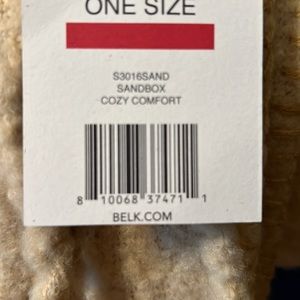 ONE SIZE
S3016SAND
SANDBOX
COZY COMFORT
8 10068 37471 1
BELK.COM